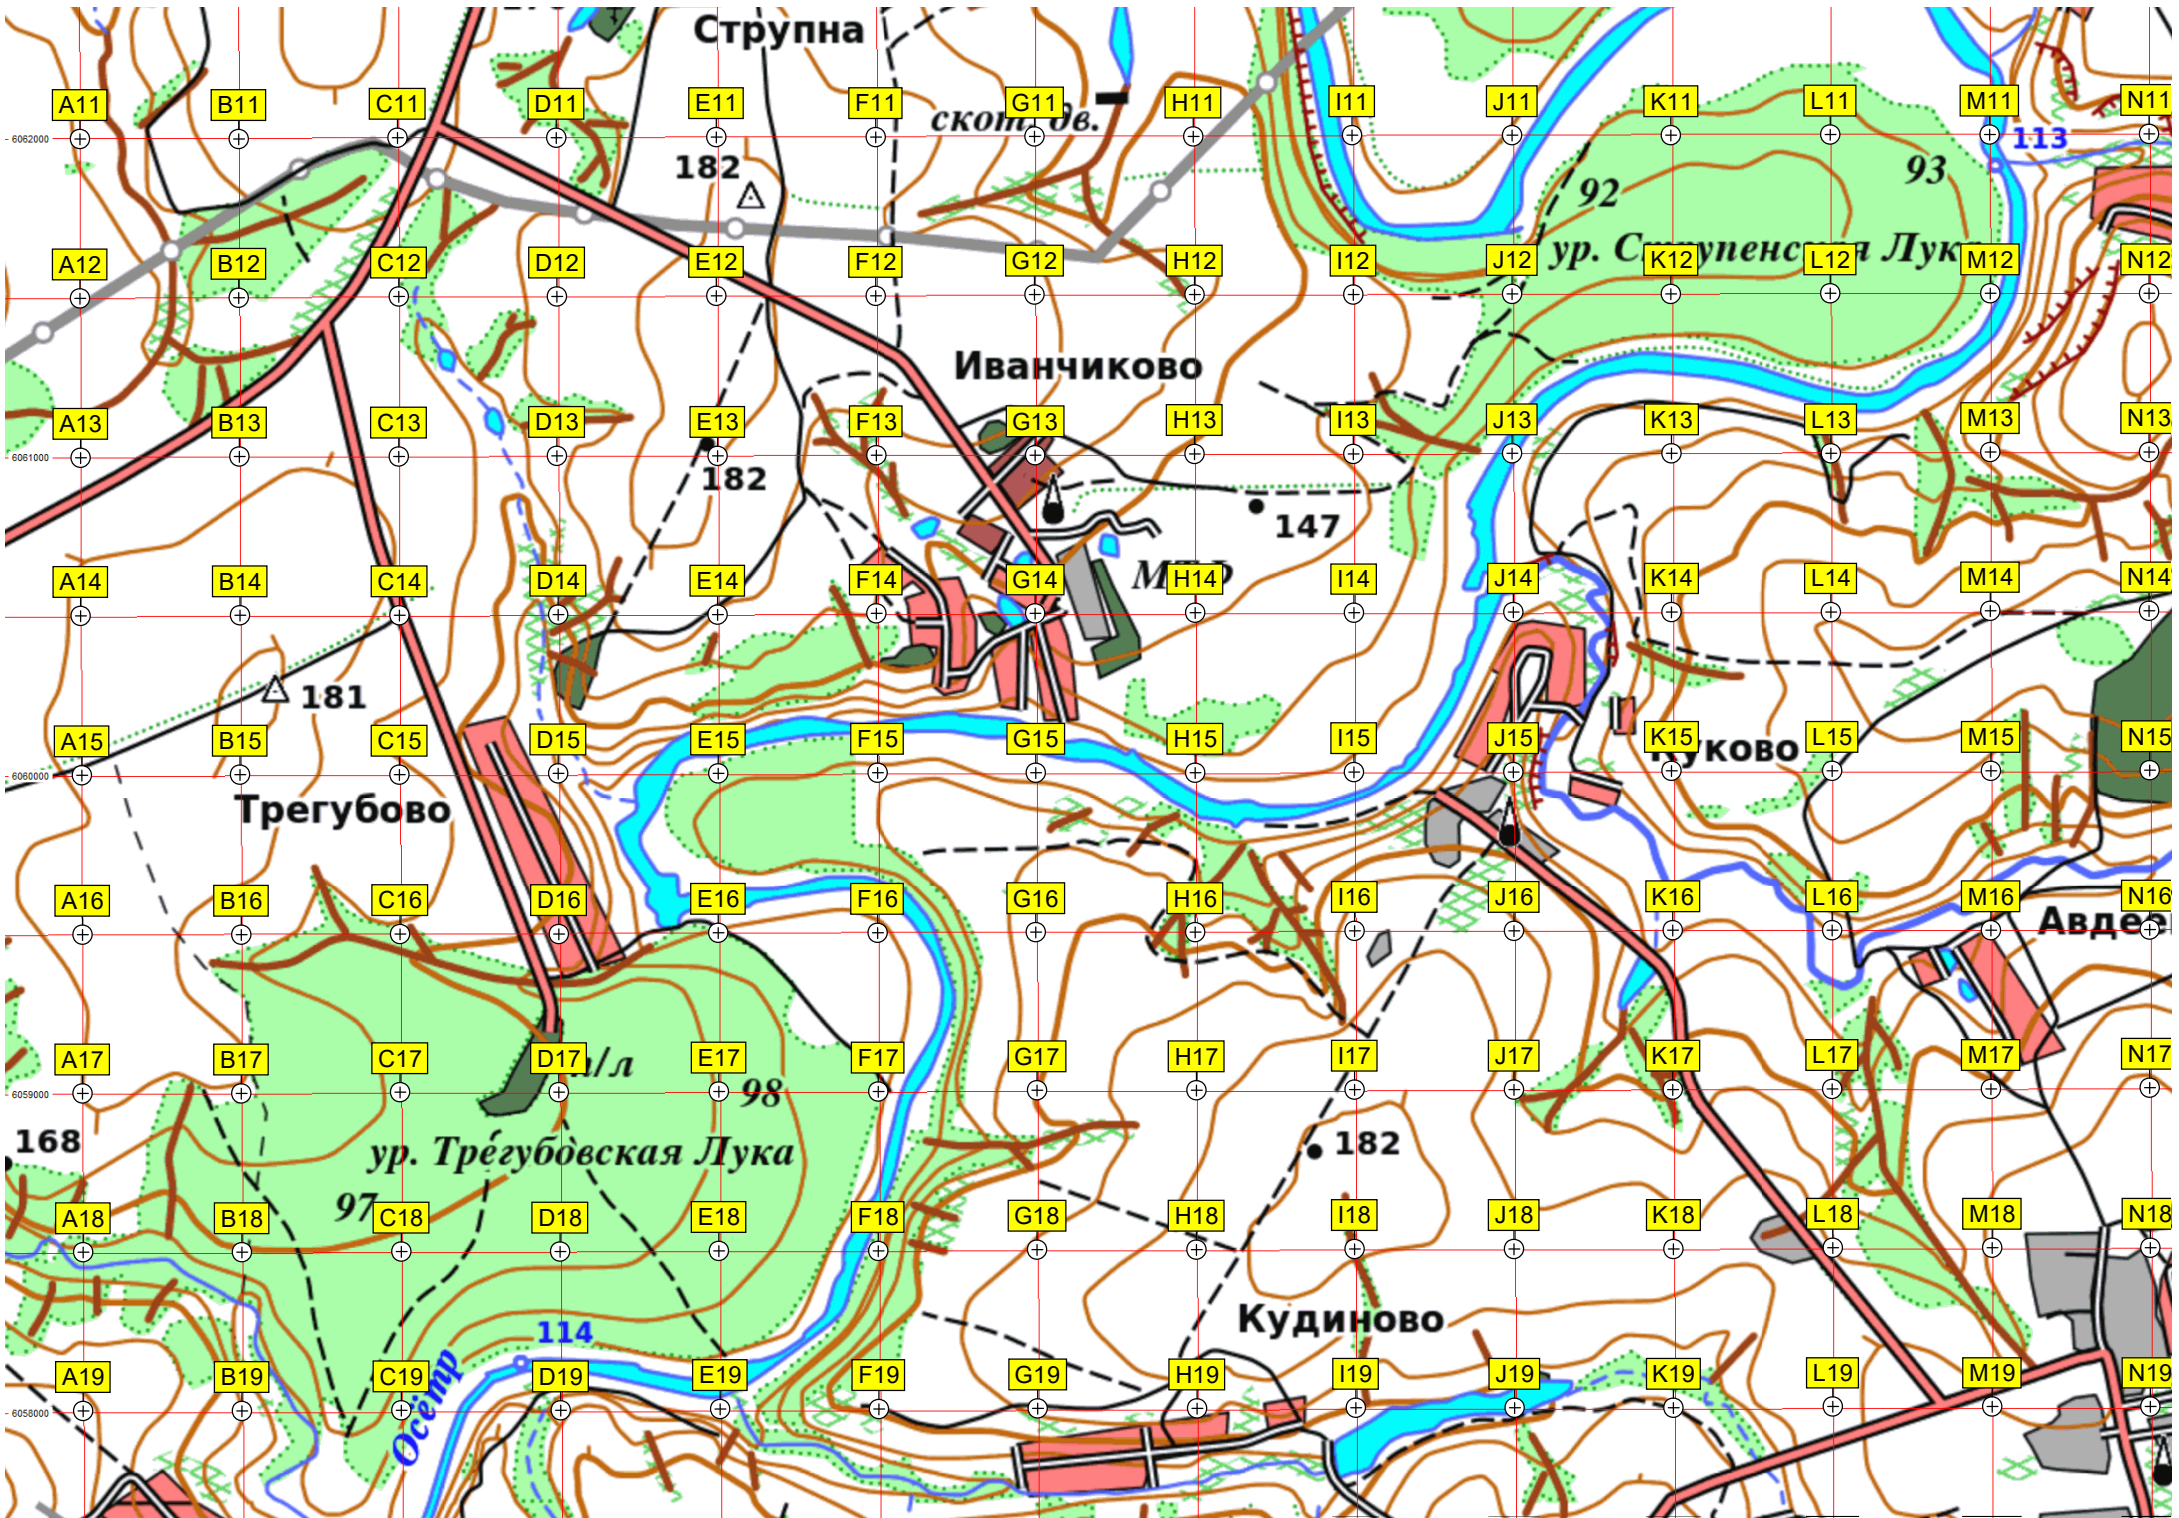 Струпна
A11 B11 C11 D11 E11 F11 G11 H11 I11 J11 K11 L11 M11 N11
скот. дв.
6062000
113
182
92
93
ур. Струпенская Лука
A12 B12 C12 D12 E12 F12 G12 H12 I12 J12 K12 L12 M12 N12
Иванчиково
A13 B13 C13 D13 E13 F13 G13 H13 I13 J13 K13 L13 M13 N13
6061000
182
147
A14 B14 C14 D14 E14 F14 G14 H14 I14 J14 K14 L14 M14 N14
181
A15 B15 C15 D15 E15 F15 G15 H15 I15 J15 K15 L15 M15 N15
6060000
Трегубово
A16 B16 C16 D16 E16 F16 G16 H16 I16 J16 K16 L16 M16 N16
A17 B17 C17 D17 E17 F17 G17 H17 I17 J17 K17 L17 M17 N17
6059000
98
168
182
ур. Трегубовская Лука
97
A18 B18 C18 D18 E18 F18 G18 H18 I18 J18 K18 L18 M18 N18
Кудиново
114
A19 B19 C19 D19 E19 F19 G19 H19 I19 J19 K19 L19 M19 N19
6058000
Осётр